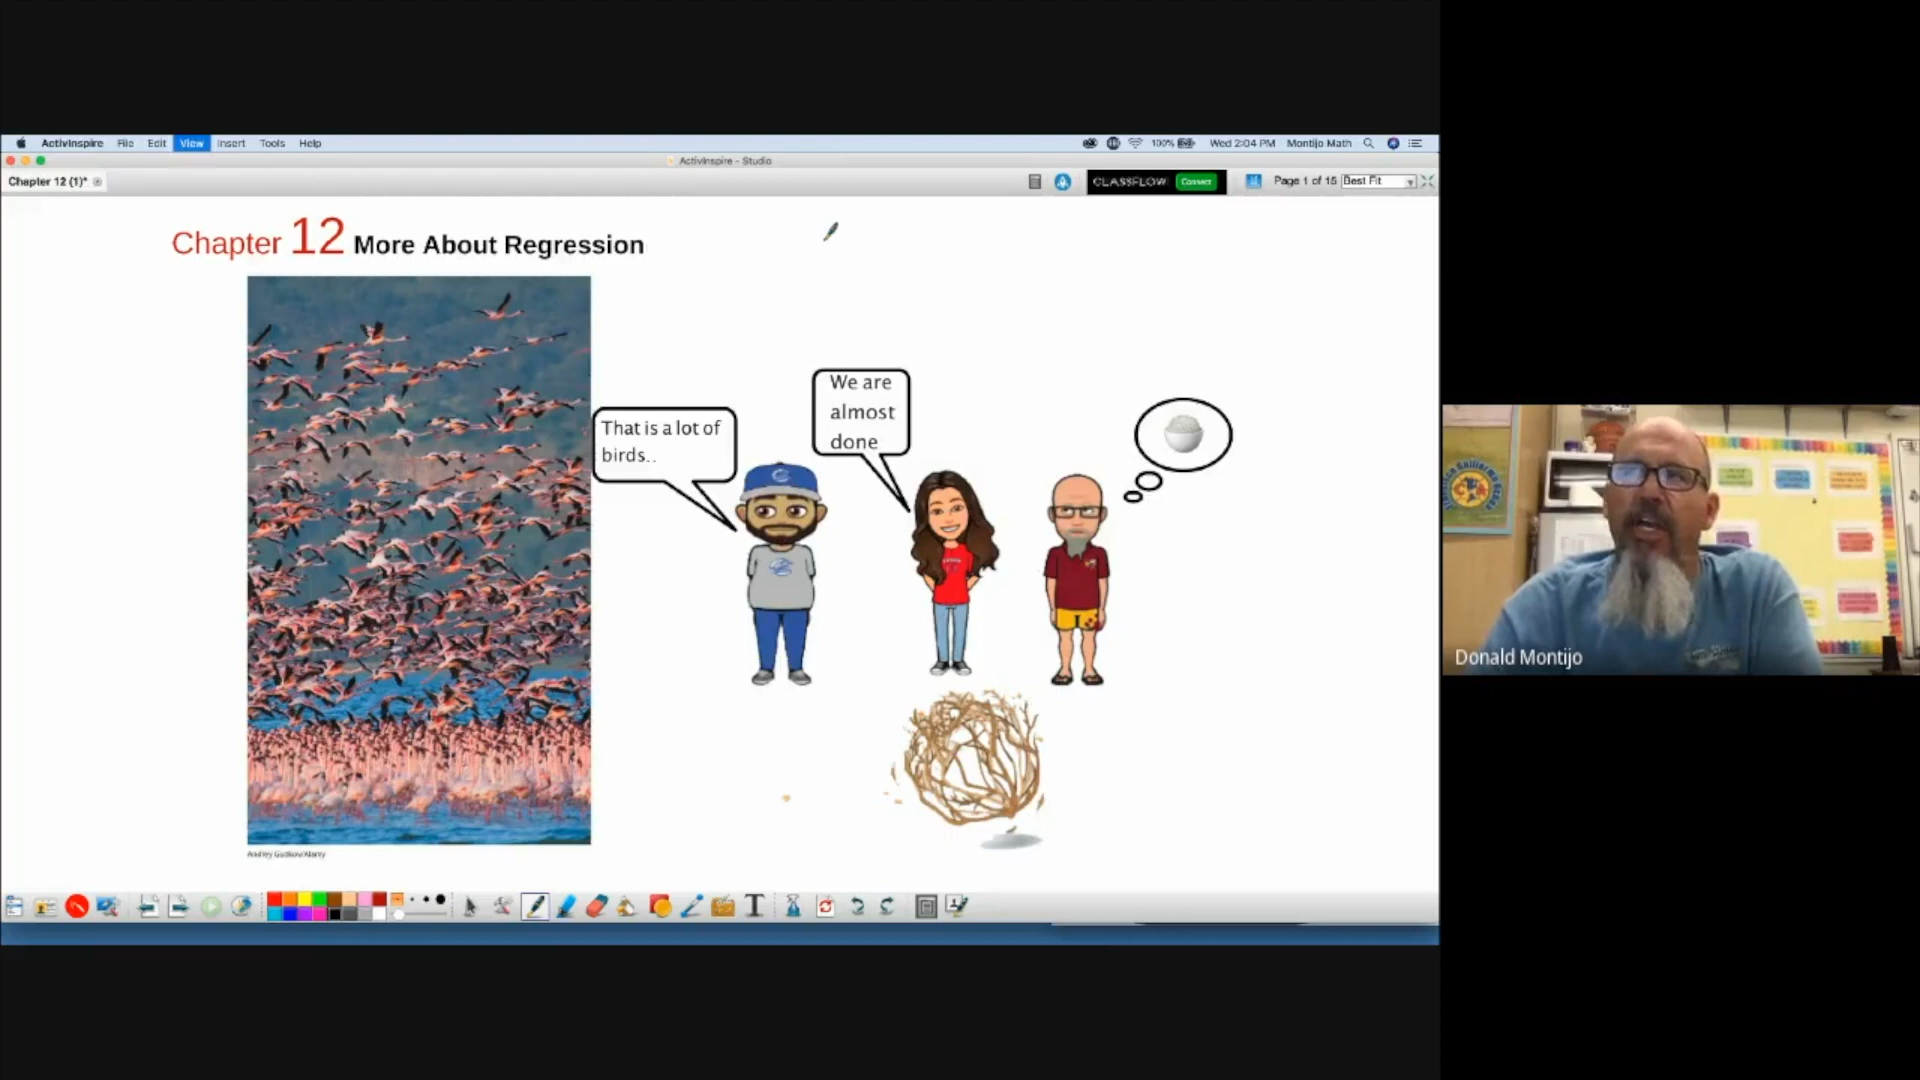 ActivInspire File Edit View Insert Tools Help
100% Wed 2:04 PM Montijo Math
ActivInspire - Studio
Chapter 12 (1)*
CLASSFLOW Connect
Page 1 of 15 Best Fit
Chapter 12 More About Regression
We are
almost
done
That is a lot of
birds..
Donald Montijo
T